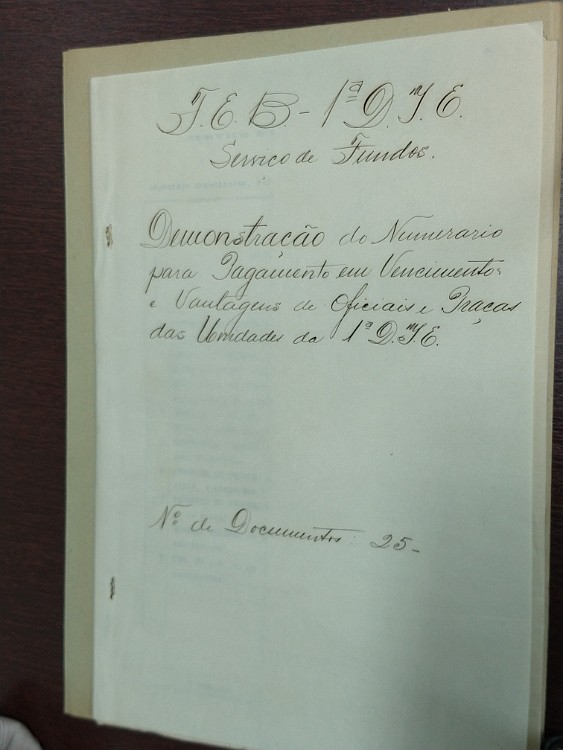 F.E.B - 1ª D.I.E.
Serviço de Fundos.
Demonstração do Numerario
para Pagamento em Vencimentos
e Vantagens de Oficiais e Praças
das Unidades da 1ª D.I.E.
Nº de Documentos: 25-